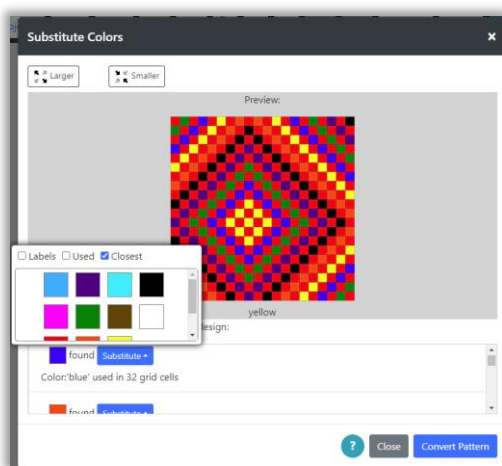 Substitute Colors ×
Larger Smaller
Preview:
yellow
Labels Used Closest
esign:
found Substitute
Color:'blue' used in 32 grid cells
found Substitute
? Close Convert Pattern